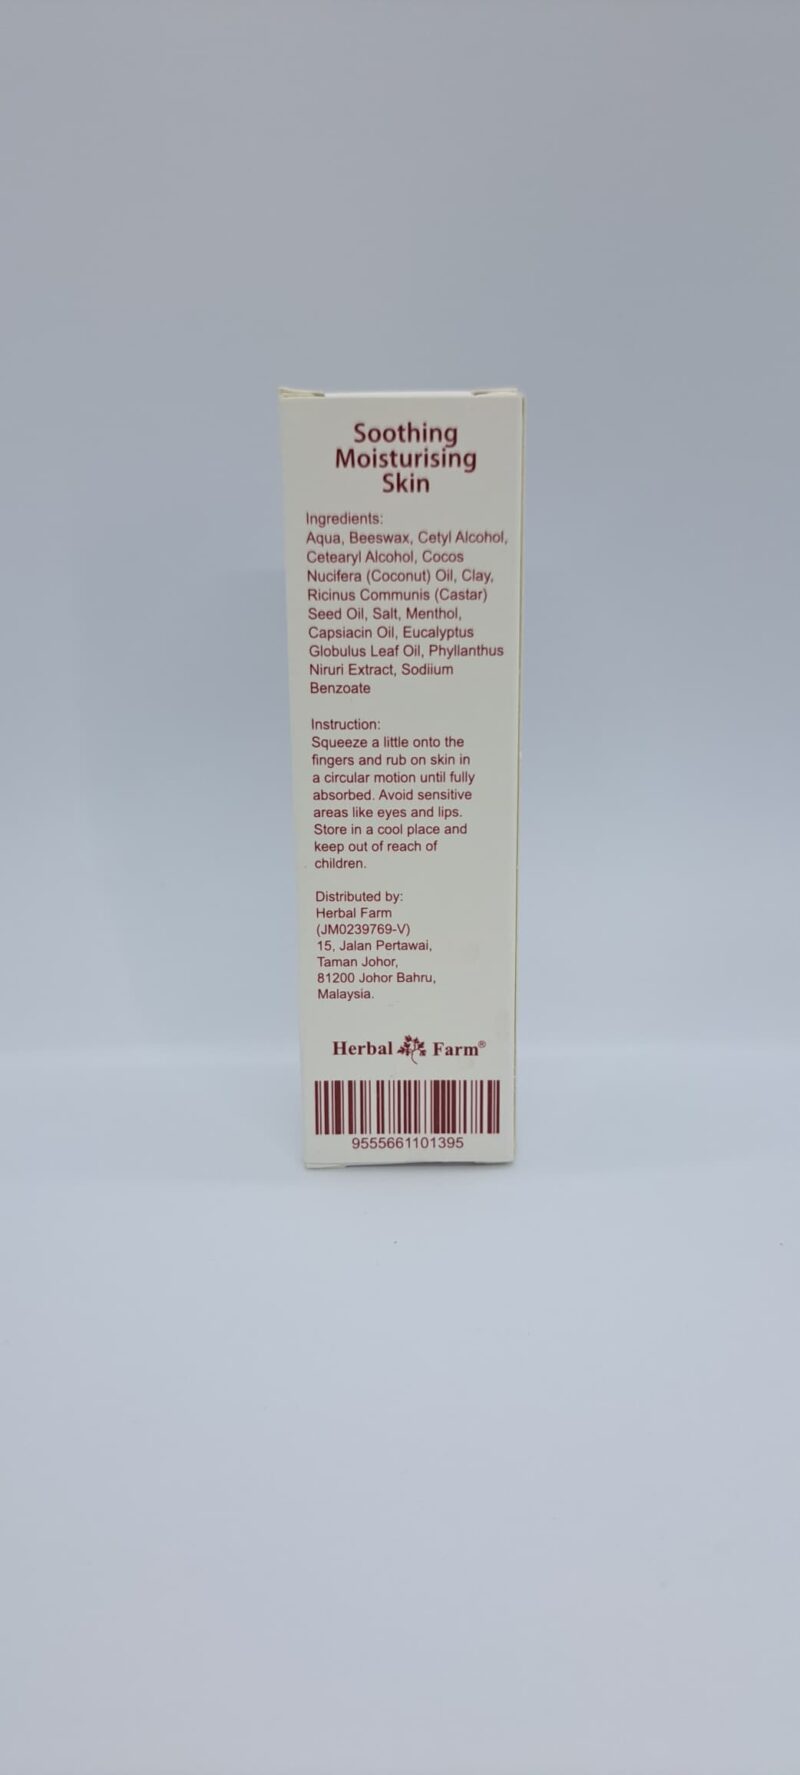 Soothing
Moisturising
Skin
Ingredients:
Aqua, Beeswax, Cetyl Alcohol,
Cetearyl Alcohol, Cocos
Nucifera (Coconut) Oil, Clay,
Ricinus Communis (Castar)
Seed Oil, Salt, Menthol,
Capsiacin Oil, Eucalyptus
Globulus Leaf Oil, Phyllanthus
Niruri Extract, Sodiium
Benzoate
Instruction:
Squeeze a little onto the
fingers and rub on skin in
a circular motion until fully
absorbed. Avoid sensitive
areas like eyes and lips.
Store in a cool place and
keep out of reach of
children.
Distributed by:
Herbal Farm
(JM0239769-V)
15, Jalan Pertawai,
Taman Johor,
81200 Johor Bahru,
Malaysia.
Herbal Farm®
9555661101395